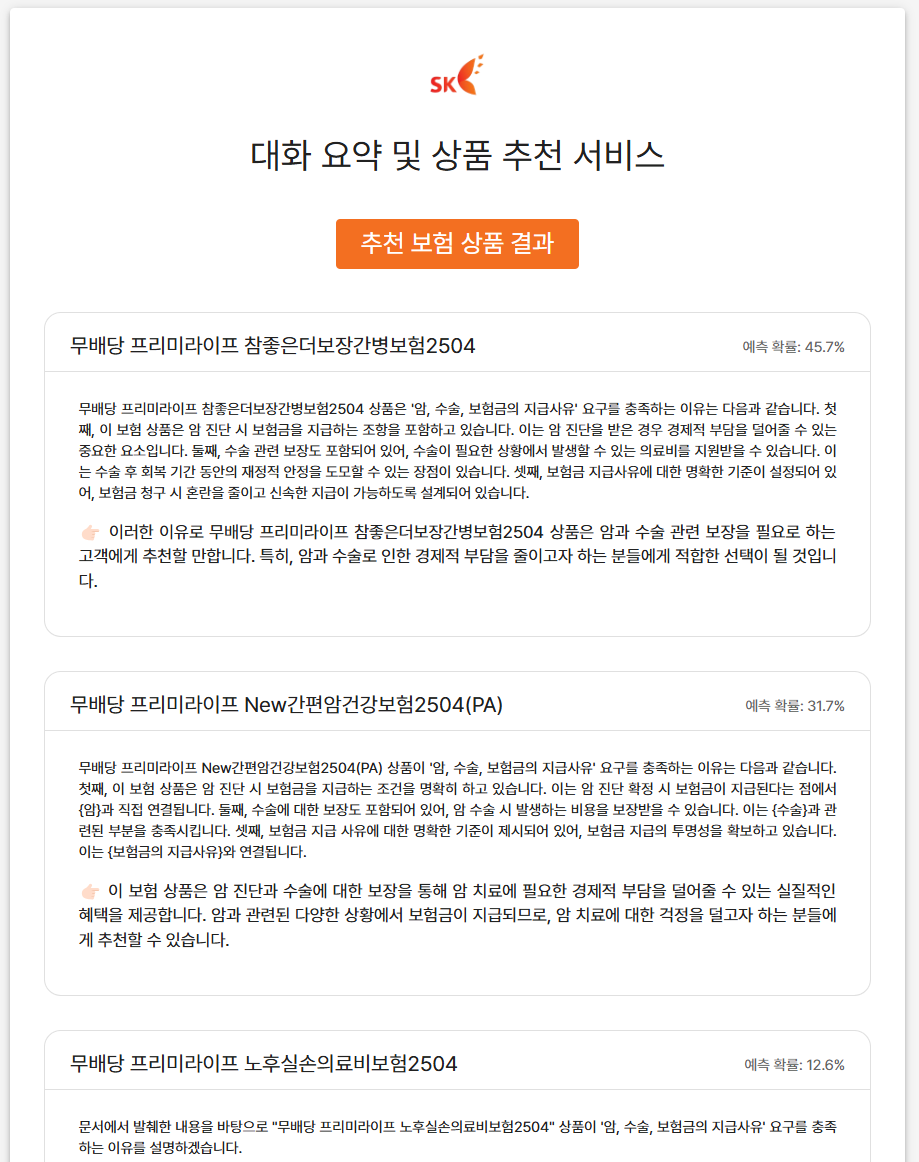 SK
대화 요약 및 상품 추천 서비스
추천 보험 상품 결과
무배당 프리미라이프 참좋은더보장간병보험2504
예측 확률: 45.7%
무배당 프리미라이프 참좋은더보장간병보험2504 상품은 '암, 수술, 보험금의 지급사유' 요구를 충족하는 이유는 다음과 같습니다. 첫
째, 이 보험 상품은 암 진단 시 보험금을 지급하는 조항을 포함하고 있습니다. 이는 암 진단을 받은 경우 경제적 부담을 덜어줄 수 있는
중요한 요소입니다. 둘째, 수술 관련 보장도 포함되어 있어, 수술이 필요한 상황에서 발생할 수 있는 의료비를 지원받을 수 있습니다. 이
는 수술 후 회복 기간 동안의 재정적 안정을 도모할 수 있는 장점이 있습니다. 셋째, 보험금 지급사유에 대한 명확한 기준이 설정되어 있
어, 보험금 청구 시 혼란을 줄이고 신속한 지급이 가능하도록 설계되어 있습니다.
👉🏻 이러한 이유로 무배당 프리미라이프 참좋은더보장간병보험2504 상품은 암과 수술 관련 보장을 필요로 하는
고객에게 추천할 만합니다. 특히, 암과 수술로 인한 경제적 부담을 줄이고자 하는 분들에게 적합한 선택이 될 것입니
다.
무배당 프리미라이프 New간편암건강보험2504(PA)
예측 확률: 31.7%
무배당 프리미라이프 New간편암건강보험2504(PA) 상품이 '암, 수술, 보험금의 지급사유' 요구를 충족하는 이유는 다음과 같습니다.
첫째, 이 보험 상품은 암 진단 시 보험금을 지급하는 조건을 명확히 하고 있습니다. 이는 암 진단 확정 시 보험금이 지급된다는 점에서
{암}과 직접 연결됩니다. 둘째, 수술에 대한 보장도 포함되어 있어, 암 수술 시 발생하는 비용을 보장받을 수 있습니다. 이는 {수술}과 관
련된 부분을 충족시킵니다. 셋째, 보험금 지급 사유에 대한 명확한 기준이 제시되어 있어, 보험금 지급의 투명성을 확보하고 있습니다.
이는 {보험금의 지급사유}와 연결됩니다.
👉🏻 이 보험 상품은 암 진단과 수술에 대한 보장을 통해 암 치료에 필요한 경제적 부담을 덜어줄 수 있는 실질적인
혜택을 제공합니다. 암과 관련된 다양한 상황에서 보험금이 지급되므로, 암 치료에 대한 걱정을 덜고자 하는 분들에
게 추천할 수 있습니다.
무배당 프리미라이프 노후실손의료비보험2504
예측 확률: 12.6%
문서에서 발췌한 내용을 바탕으로 "무배당 프리미라이프 노후실손의료비보험2504" 상품이 '암, 수술, 보험금의 지급사유' 요구를 충족
하는 이유를 설명하겠습니다.